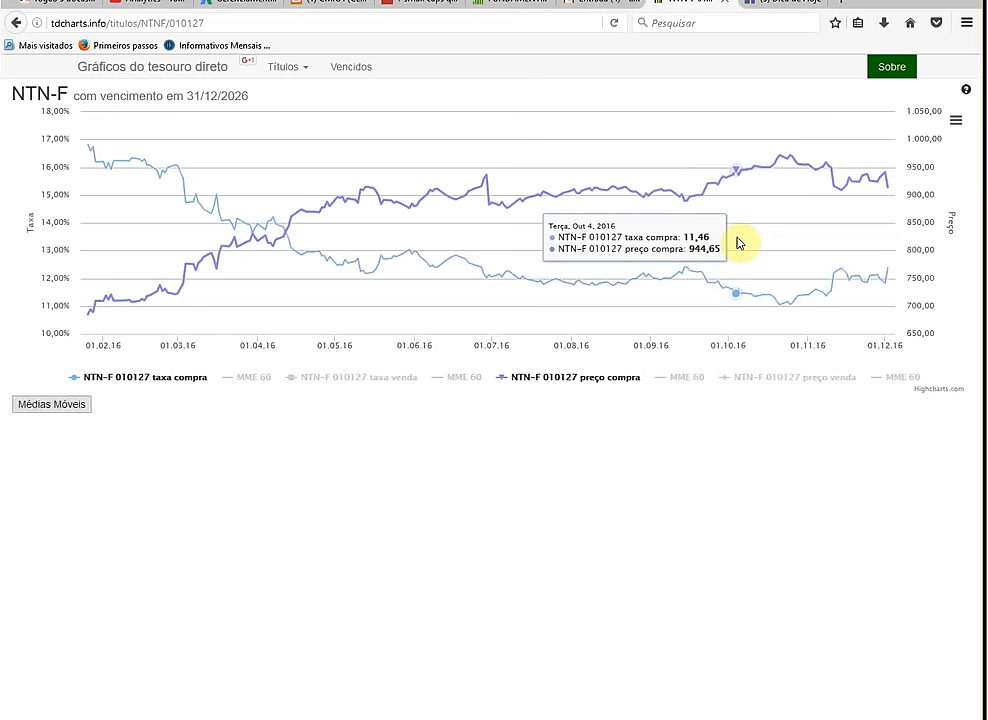 tdcharts.info/titulos/NTNF/010127
Pesquisar
Mais visitados Primeiros passos Informativos Mensais ...
Gráficos do tesouro direto G+1 Títulos Vencidos Sobre
NTN-F com vencimento em 31/12/2026
18,00%
17,00%
16,00%
15,00%
14,00%
13,00%
12,00%
11,00%
10,00%
Taxa
1.050,00
1.000,00
950,00
900,00
850,00
800,00
750,00
700,00
650,00
Preço
Terça, Out 4, 2016
NTN-F 010127 taxa compra: 11,46
NTN-F 010127 preço compra: 944,65
01.02.16 01.03.16 01.04.16 01.05.16 01.06.16 01.07.16 01.08.16 01.09.16 01.10.16 01.11.16 01.12.16
NTN-F 010127 taxa compra MME 60 NTN-F 010127 taxa venda MME 60 NTN-F 010127 preço compra MME 60 NTN-F 010127 preço venda MME 60
Highcharts.com
Médias Móveis